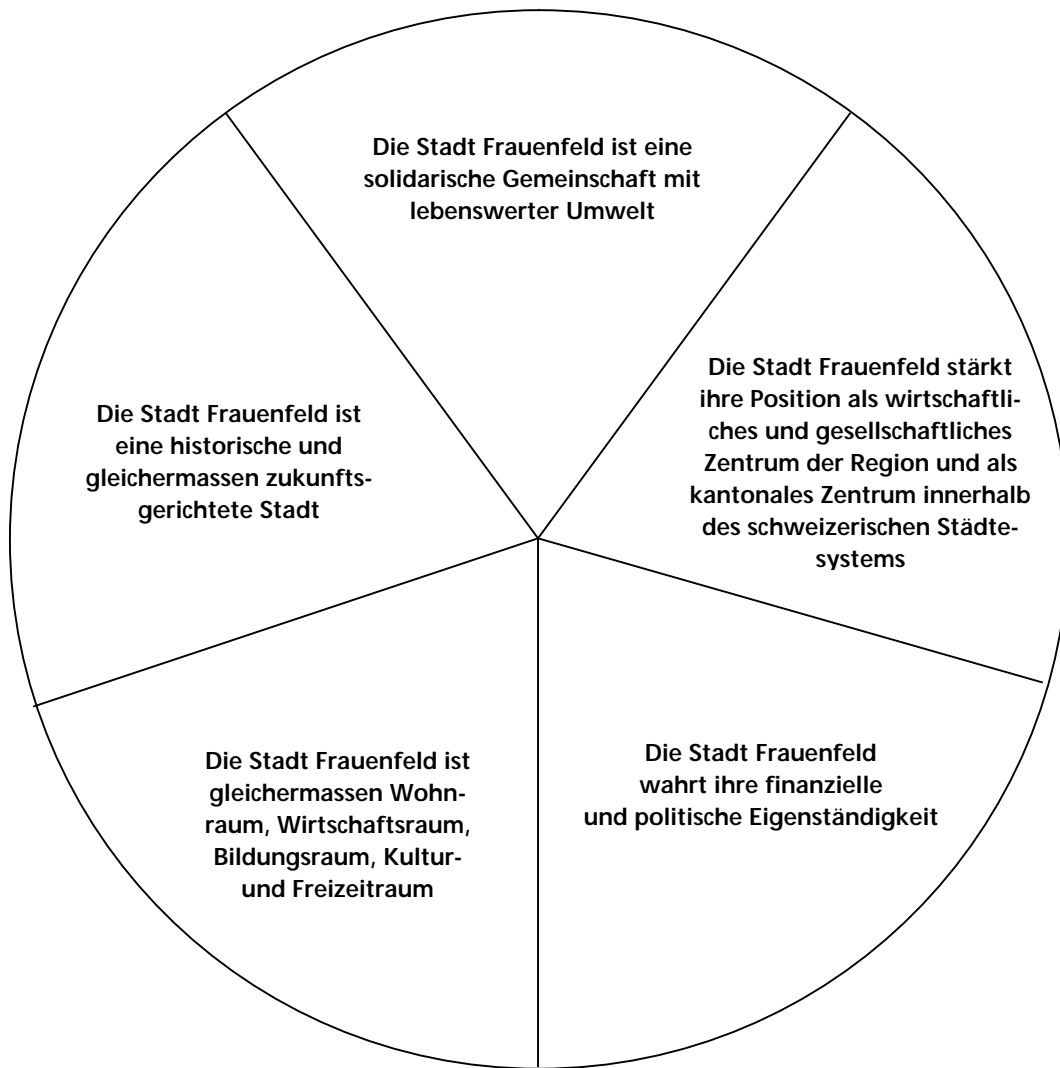 Die Stadt Frauenfeld ist eine
solidarische Gemeinschaft mit
lebenswerter Umwelt
Die Stadt Frauenfeld stärkt
ihre Position als wirtschaftli-
ches und gesellschaftliches
Zentrum der Region und als
kantonales Zentrum innerhalb
des schweizerischen Städte-
systems
Die Stadt Frauenfeld ist
eine historische und
gleichermassen zukunfts-
gerichtete Stadt
Die Stadt Frauenfeld
wahrt ihre finanzielle
und politische Eigenständigkeit
Die Stadt Frauenfeld ist
gleichermassen Wohn-
raum, Wirtschaftsraum,
Bildungsraum, Kultur-
und Freizeitraum